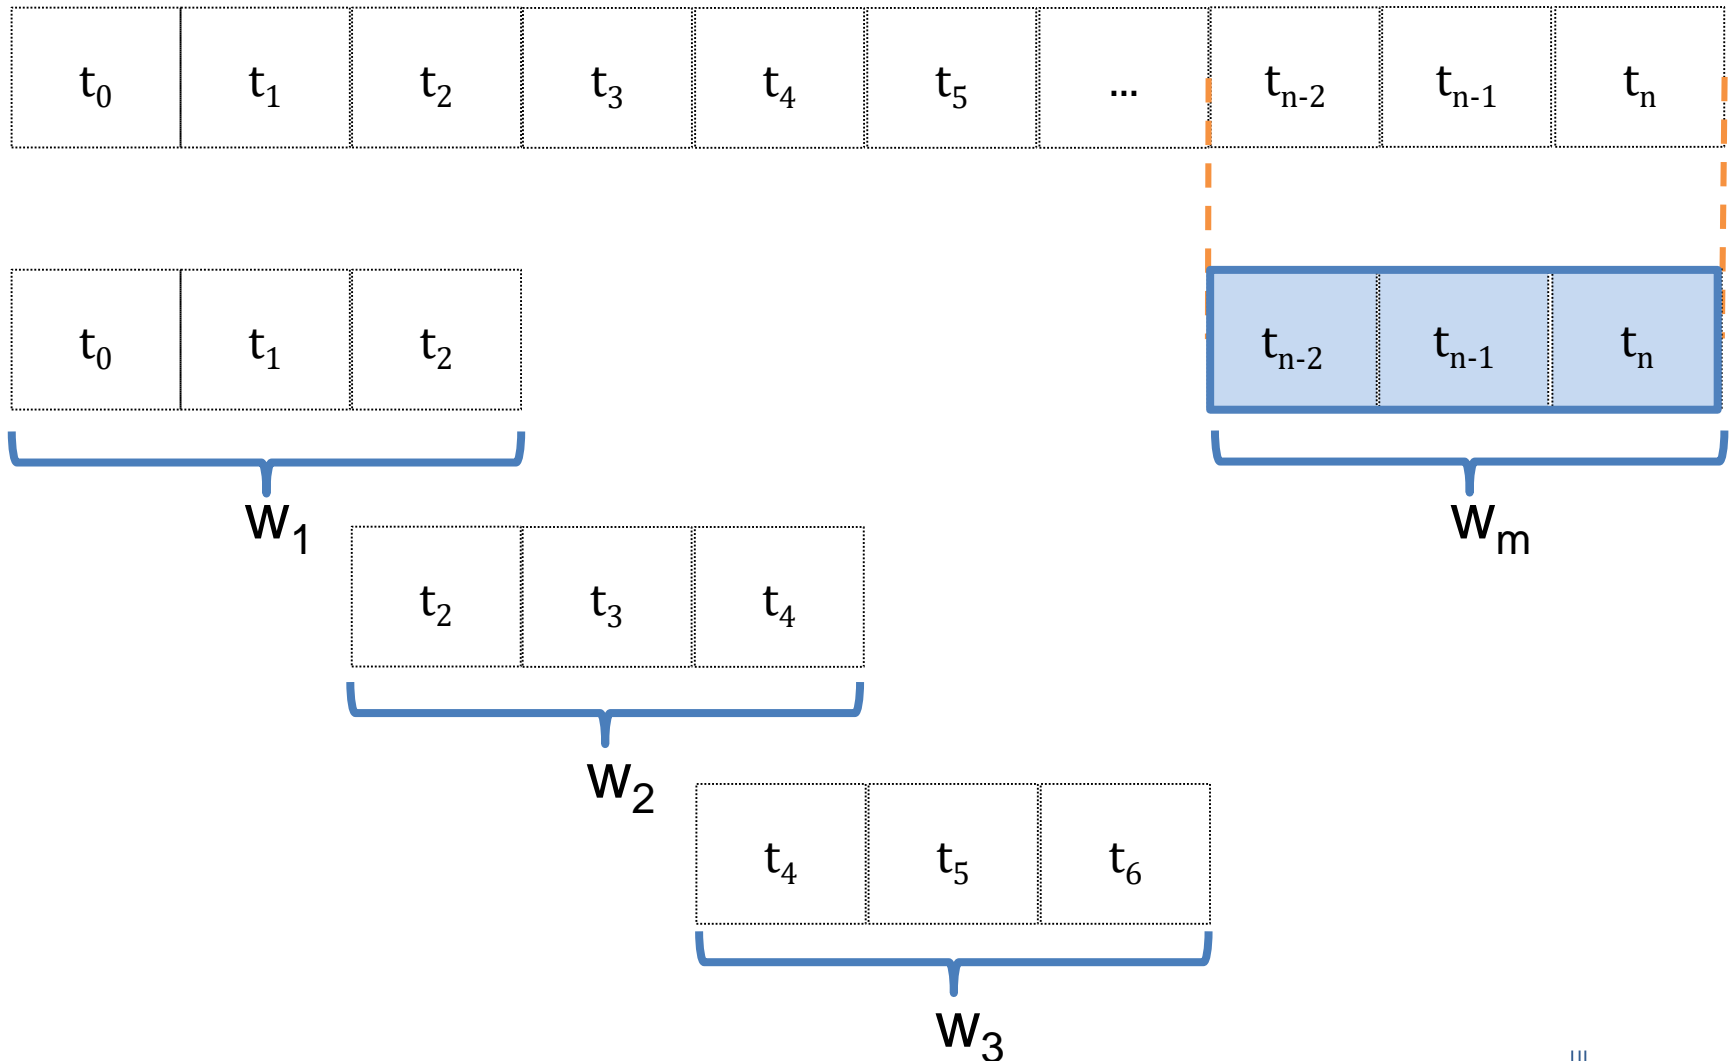 t₀ t₁ t₂ t₃ t₄ t₅ ... tₙ₋₂ tₙ₋₁ tₙ
t₀ t₁ t₂ tₙ₋₂ tₙ₋₁ tₙ
w₁ wₘ
t₂ t₃ t₄
w₂
t₄ t₅ t₆
w₃